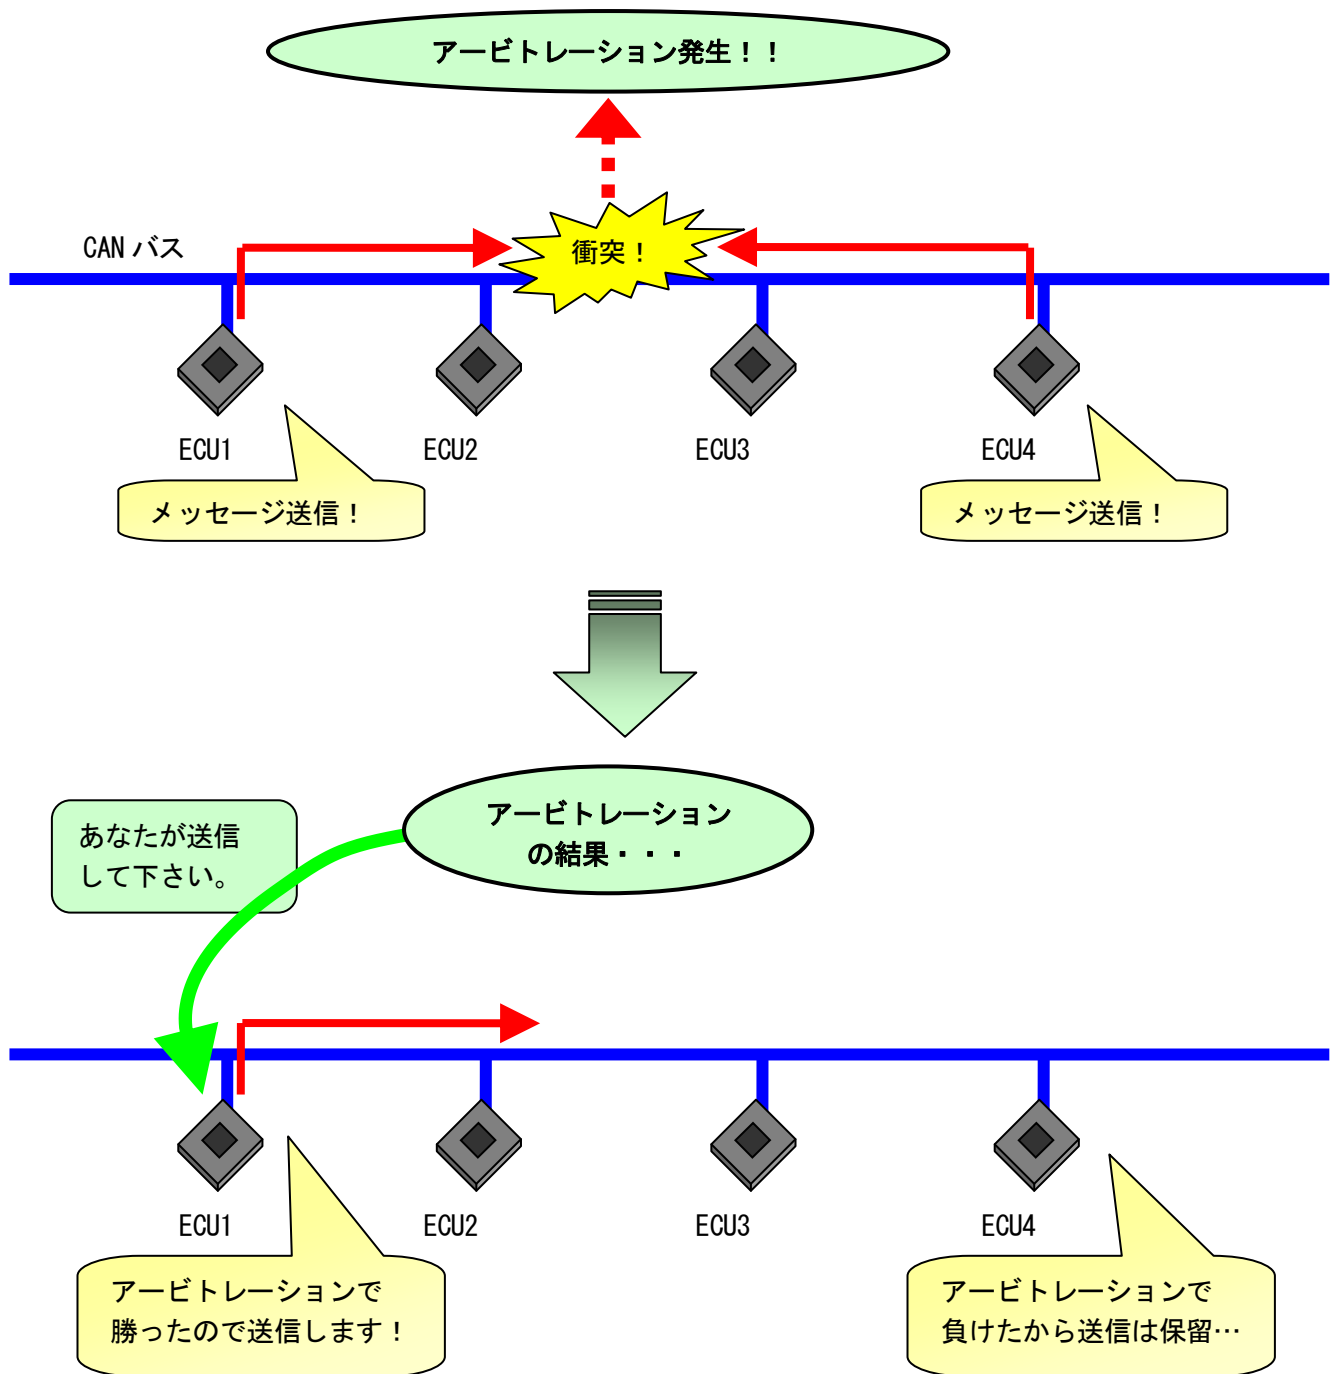 アービトレーション発生！！
CAN バス
衝突！
ECU1
ECU2
ECU3
ECU4
メッセージ送信！
メッセージ送信！
アービトレーション
の結果・・・
あなたが送信
して下さい。
ECU1
ECU2
ECU3
ECU4
アービトレーションで
勝ったので送信します！
アービトレーションで
負けたから送信は保留…